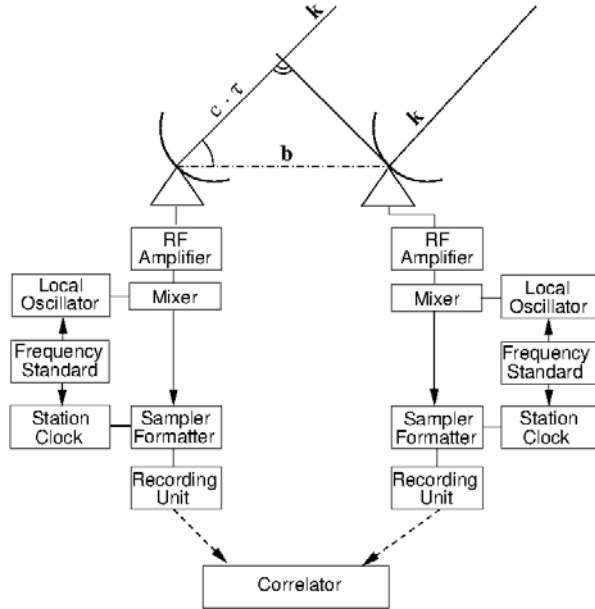 k
c · τ
k
b
RF
Amplifier
RF
Amplifier
Local
Oscillator
Mixer
Mixer
Local
Oscillator
Frequency
Standard
Frequency
Standard
Station
Clock
Sampler
Formatter
Sampler
Formatter
Station
Clock
Recording
Unit
Recording
Unit
Correlator